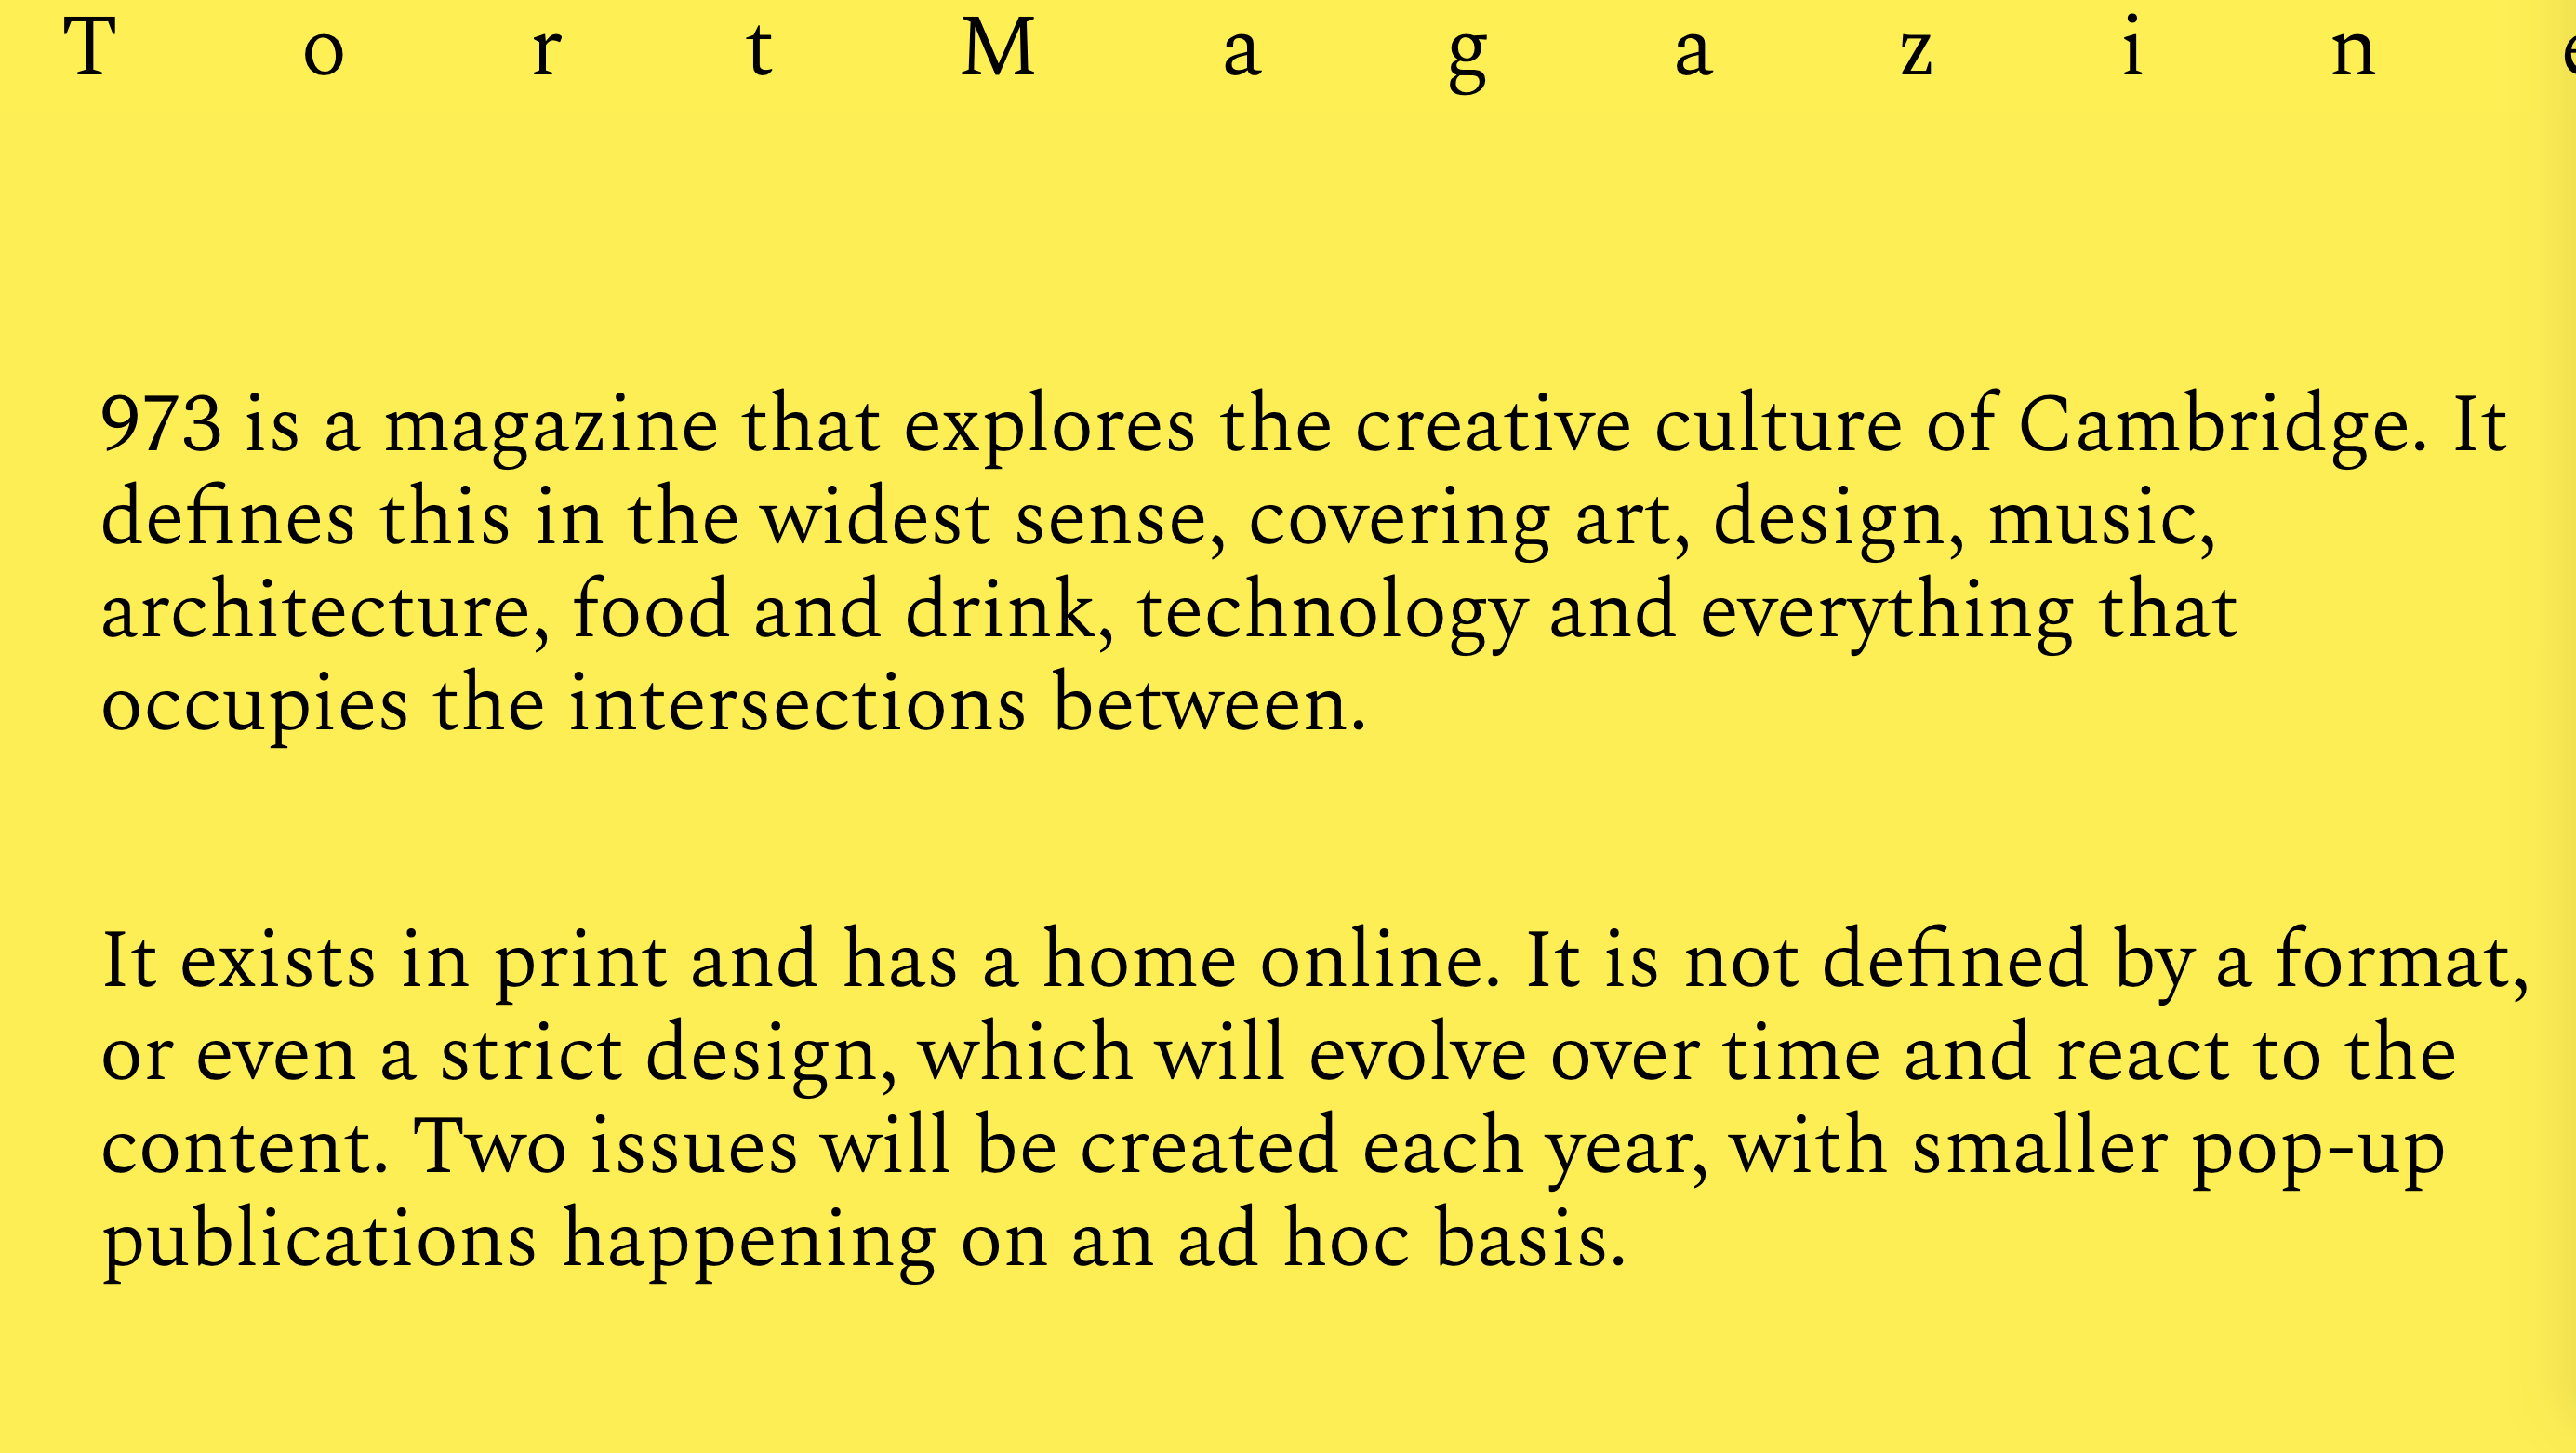 T o r t M a g a z i n e
973 is a magazine that explores the creative culture of Cambridge. It
defines this in the widest sense, covering art, design, music,
architecture, food and drink, technology and everything that
occupies the intersections between.
It exists in print and has a home online. It is not defined by a format,
or even a strict design, which will evolve over time and react to the
content. Two issues will be created each year, with smaller pop-up
publications happening on an ad hoc basis.